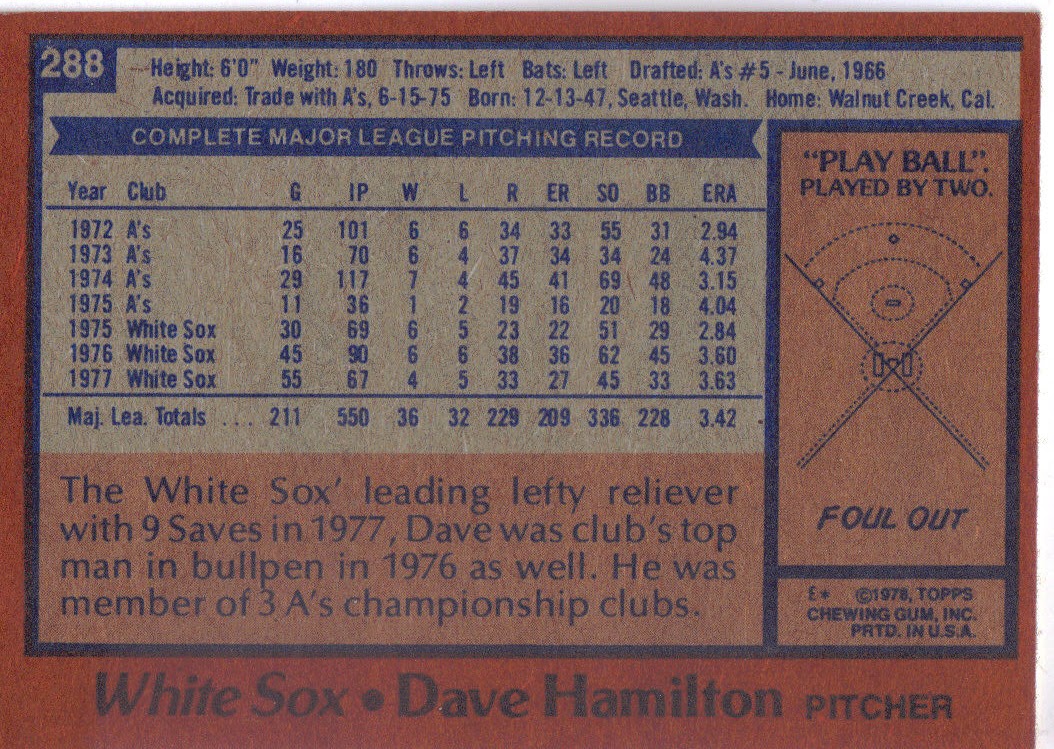 288
Height: 6'0" Weight: 180 Throws: Left Bats: Left Drafted: A's #5 - June, 1966
Acquired: Trade with A's, 6-15-75 Born: 12-13-47, Seattle, Wash. Home: Walnut Creek, Cal.
COMPLETE MAJOR LEAGUE PITCHING RECORD
Year Club G IP W L R ER SO BB ERA
1972 A's 25 101 6 6 34 33 55 31 2.94
1973 A's 16 70 6 4 37 34 34 24 4.37
1974 A's 29 117 7 4 45 41 69 48 3.15
1975 A's 11 36 1 2 19 16 20 18 4.04
1975 White Sox 30 69 6 5 23 22 51 29 2.84
1976 White Sox 45 90 6 6 38 36 62 45 3.60
1977 White Sox 55 67 4 5 33 27 45 33 3.63
Maj. Lea. Totals . . . 211 550 36 32 229 209 336 228 3.42
The White Sox' leading lefty reliever
with 9 Saves in 1977, Dave was club's top
man in bullpen in 1976 as well. He was
member of 3 A's championship clubs.
"PLAY BALL".
PLAYED BY TWO.
FOUL OUT
E* ©1978, TOPPS
CHEWING GUM, INC.
PRTD. IN U.S.A.
White Sox • Dave Hamilton PITCHER